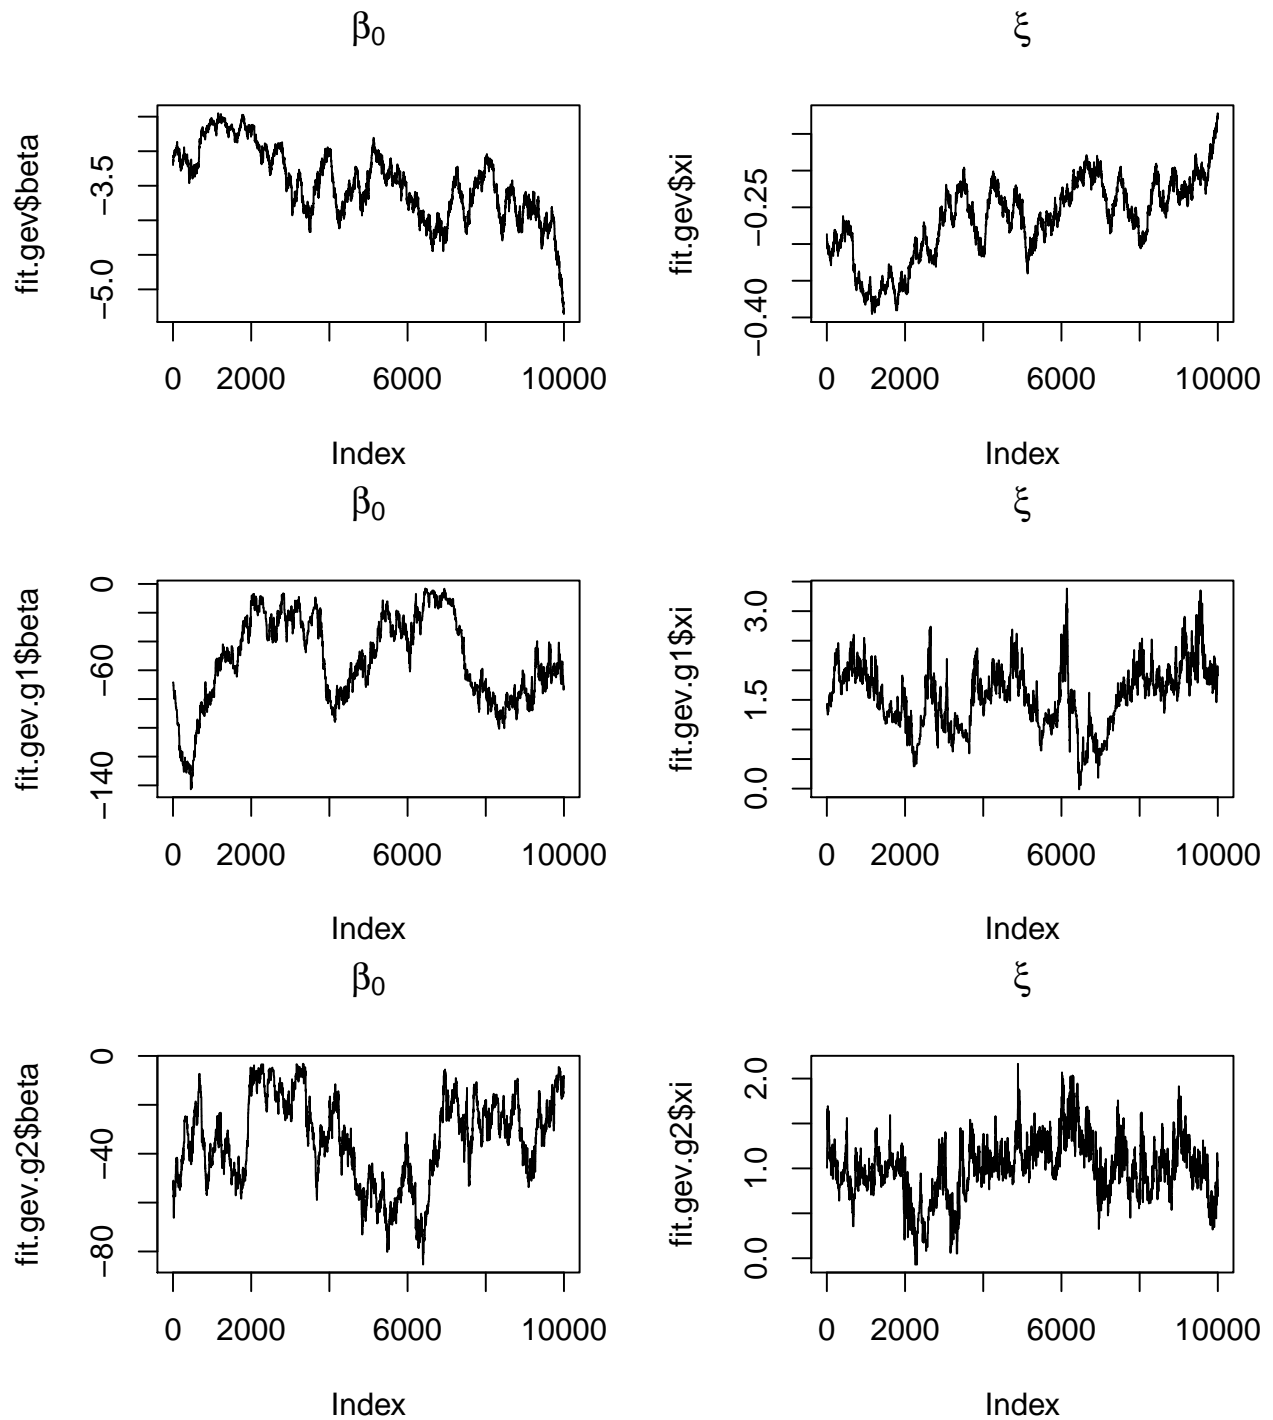 β0 ξ
fit.gev$beta
−3.5
−5.0
0 2000 6000 10000
Index
fit.gev$xi
−0.25
−0.40
0 2000 6000 10000
Index
β0 ξ
fit.gev.g1$beta
0
−60
−140
0 2000 6000 10000
Index
fit.gev.g1$xi
3.0
1.5
0.0
0 2000 6000 10000
Index
β0 ξ
fit.gev.g2$beta
0
−40
−80
0 2000 6000 10000
Index
fit.gev.g2$xi
2.0
1.0
0.0
0 2000 6000 10000
Index